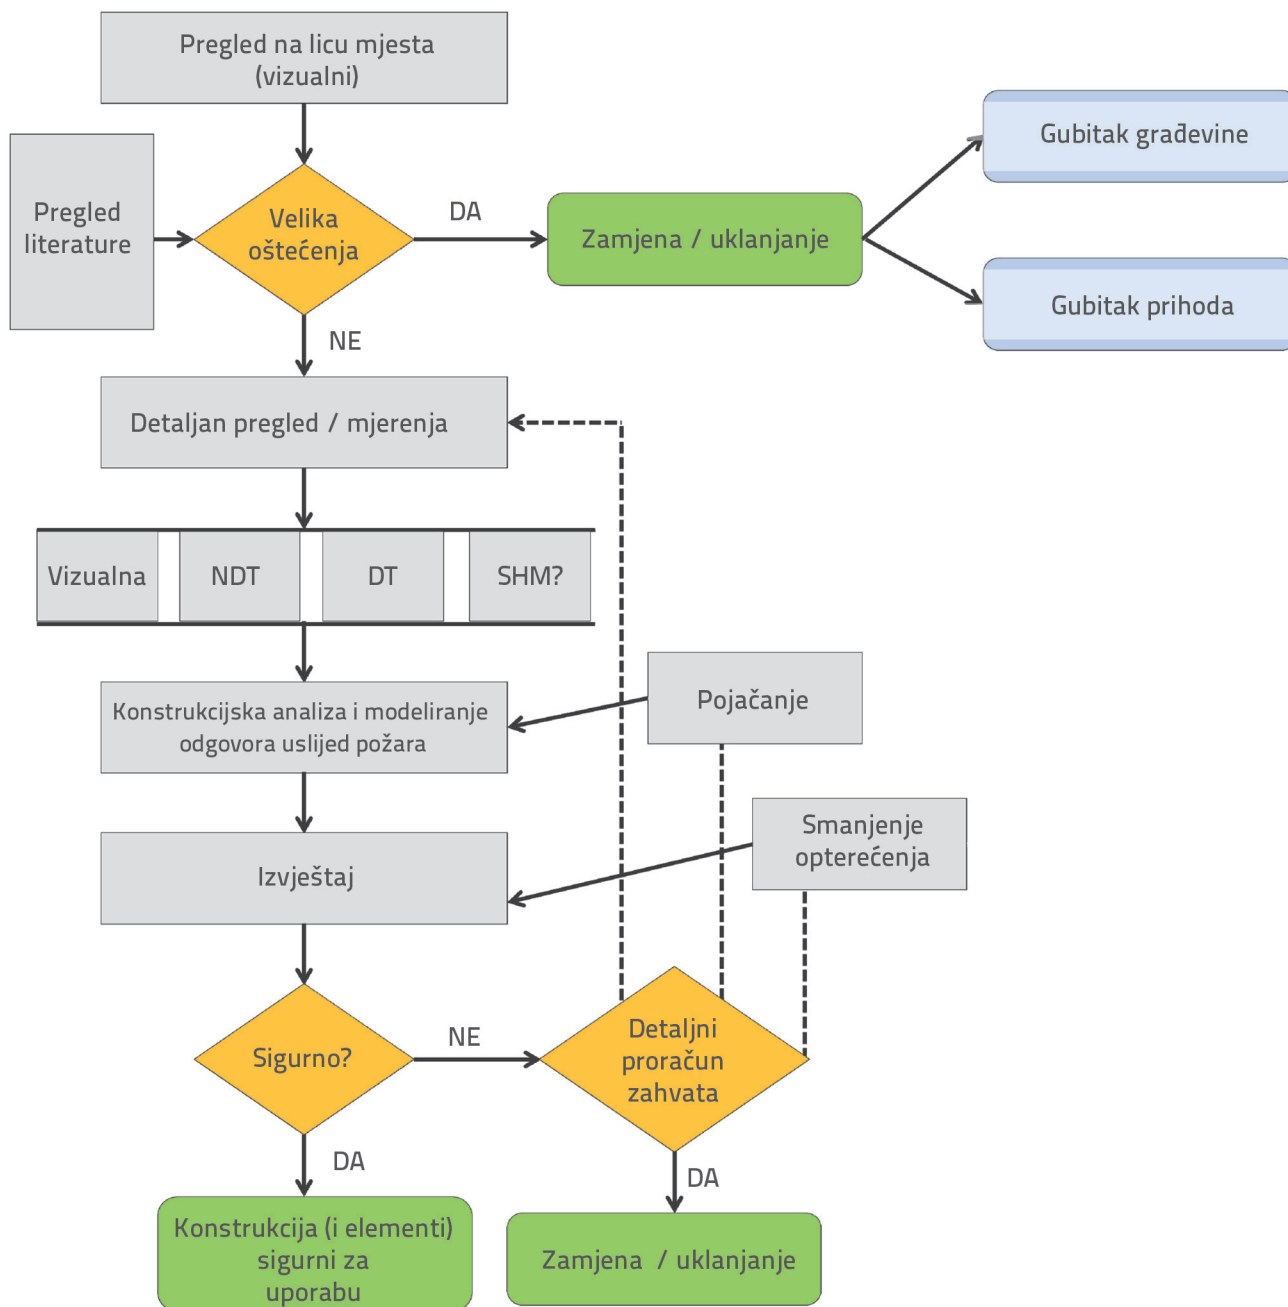 Pregled na licu mjesta
(vizualni)
Gubitak građevine
Pregled
literature
Velika
oštećenja
DA
Zamjena / uklanjanje
Gubitak prihoda
NE
Detaljan pregled / mjerenja
Vizualna
NDT
DT
SHM?
Konstrukcijska analiza i modeliranje
odgovora uslijed požara
Pojačanje
Smanjenje
opterećenja
Izvještaj
Sigurno?
NE
Detaljni
proračun
zahvata
DA
DA
Konstrukcija (i elementi)
sigurni za
uporabu
Zamjena / uklanjanje